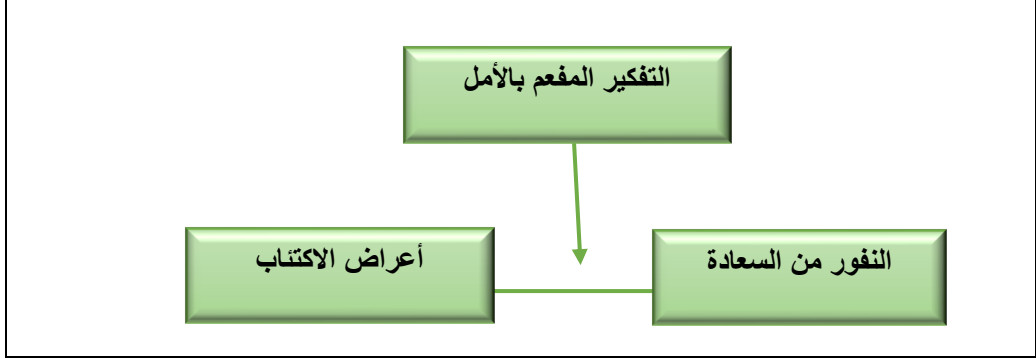 التفكير المفعم بالأمل
النفور من السعادة
أعراض الاكتئاب